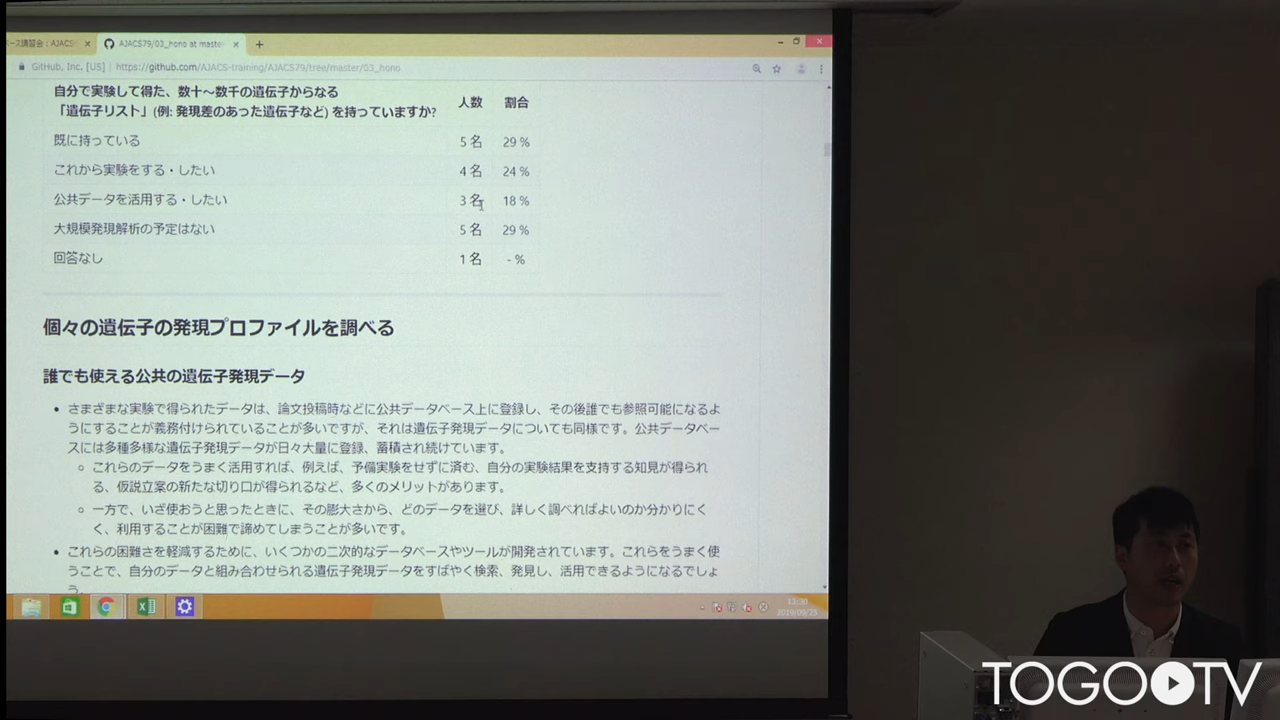 ース講習会：AJACS
AJACS79/03_hono at maste
GitHub, Inc. [US] | https://github.com/AJACS-training/AJACS79/tree/master/03_hono
自分で実験して得た、数十～数千の遺伝子からなる
「遺伝子リスト」(例: 発現差のあった遺伝子など) を持っていますか? 人数 割合
既に持っている 5 名 29 %
これから実験をする・したい 4 名 24 %
公共データを活用する・したい 3 名 18 %
大規模発現解析の予定はない 5 名 29 %
回答なし 1 名 - %
個々の遺伝子の発現プロファイルを調べる
誰でも使える公共の遺伝子発現データ
さまざまな実験で得られたデータは、論文投稿時などに公共データベース上に登録し、その後誰でも参照可能になるよ
うにすることが義務付けられていることが多いですが、それは遺伝子発現データについても同様です。公共データベー
スには多種多様な遺伝子発現データが日々大量に登録、蓄積され続けています。
これらのデータをうまく活用すれば、例えば、予備実験をせずに済む、自分の実験結果を支持する知見が得られ
る、仮説立案の新たな切り口が得られるなど、多くのメリットがあります。
一方で、いざ使おうと思ったときに、その膨大さから、どのデータを選び、詳しく調べればよいのか分かりにく
く、利用することが困難で諦めてしまうことが多いです。
これらの困難さを軽減するために、いくつかの二次的なデータベースやツールが開発されています。これらをうまく使
うことで、自分のデータと組み合わせられる遺伝子発現データをすばやく検索、発見し、活用できるようになるでしょ
う。
13:30
2019/09/25
TOGO TV